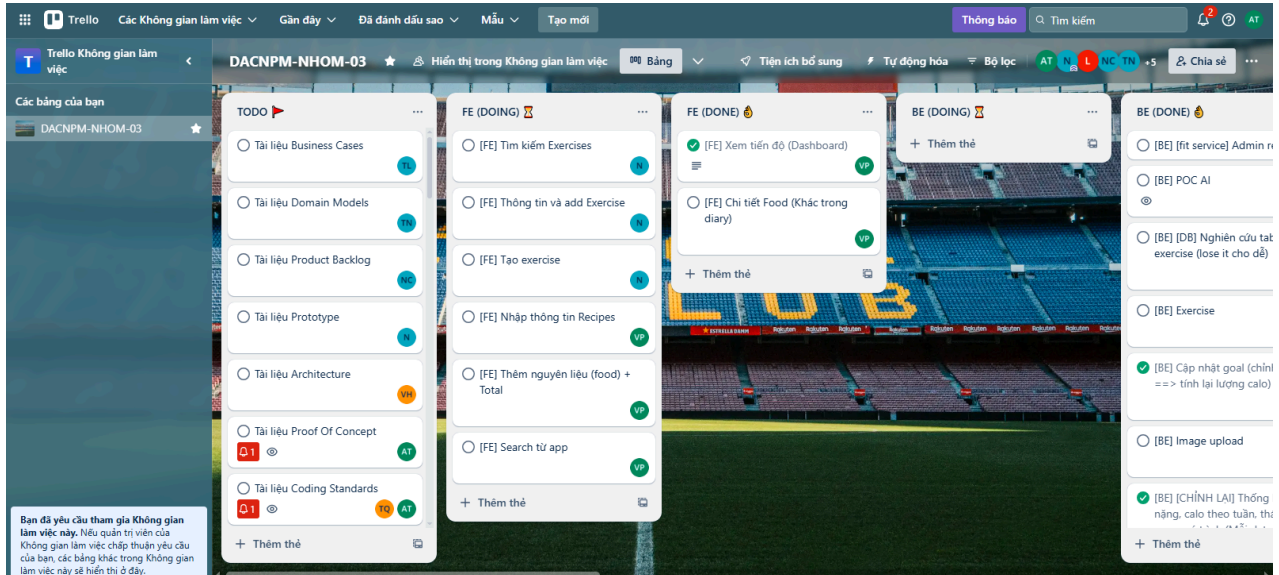 Trello
Các Không gian làm việc
Gần đây
Đã đánh dấu sao
Mẫu
Tạo mới
Thông báo
Tìm kiếm
2
AT
T
Trello Không gian làm
việc
DACNPM-NHOM-03
Hiển thị trong Không gian làm việc
Bảng
Tiện ích bổ sung
Tự động hóa
Bộ lọc
AT
N
L
NC
TN
+5
Chia sẻ
Các bảng của bạn
DACNPM-NHOM-03
TODO
Tài liệu Business Cases
TL
Tài liệu Domain Models
TN
Tài liệu Product Backlog
NC
Tài liệu Prototype
N
Tài liệu Architecture
VH
Tài liệu Proof Of Concept
1
AT
Tài liệu Coding Standards
1
TQ
AT
Thêm thẻ
FE (DOING)
[FE] Tìm kiếm Exercises
N
[FE] Thông tin và add Exercise
N
[FE] Tạo exercise
N
[FE] Nhập thông tin Recipes
VP
[FE] Thêm nguyên liệu (food) +
Total
VP
[FE] Search từ app
VP
Thêm thẻ
FE (DONE)
[FE] Xem tiến độ (Dashboard)
VP
[FE] Chi tiết Food (Khác trong
diary)
VP
Thêm thẻ
BE (DOING)
Thêm thẻ
BE (DONE)
[BE] [fit service] Admin re
[BE] POC AI
[BE] [DB] Nghiên cứu tab
exercise (lose it cho dễ)
[BE] Exercise
[BE] Cập nhật goal (chỉnh
==> tính lại lượng calo)
[BE] Image upload
[BE] [CHỈNH LẠI] Thống
nặng, calo theo tuần, thá
Thêm thẻ
Bạn đã yêu cầu tham gia Không gian
làm việc này. Nếu quản trị viên của
Không gian làm việc chấp thuận yêu cầu
của bạn, các bảng khác trong Không gian
làm việc này sẽ hiển thị ở đây.
CLUB
ESTRELLA DAMM
Rakuten Rakuten Rakuten Rakuten Rakuten